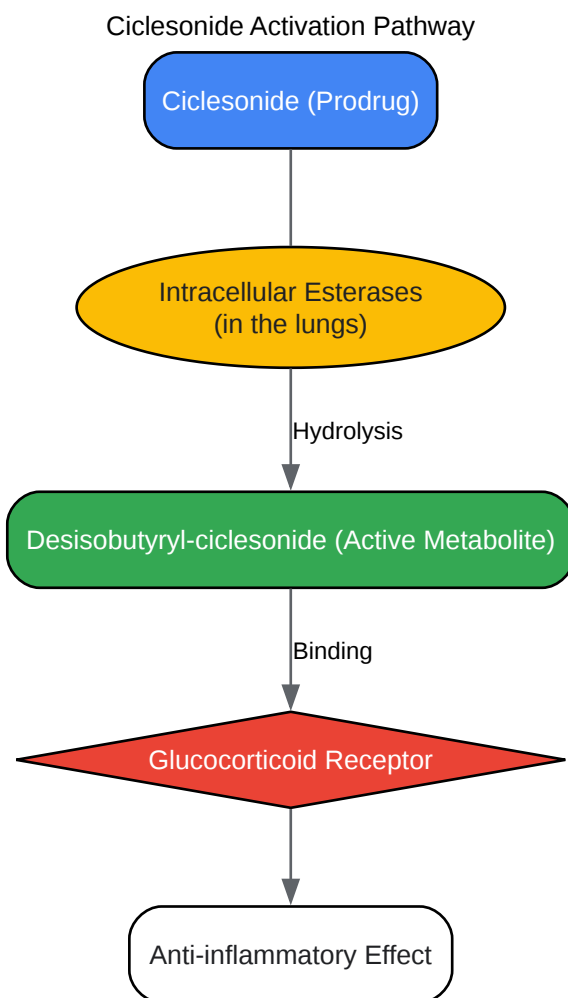 Ciclesonide Activation Pathway
Ciclesonide (Prodrug)
Intracellular Esterases
(in the lungs)
Hydrolysis
Desisobutyryl-ciclesonide (Active Metabolite)
Binding
Glucocorticoid Receptor
Anti-inflammatory Effect